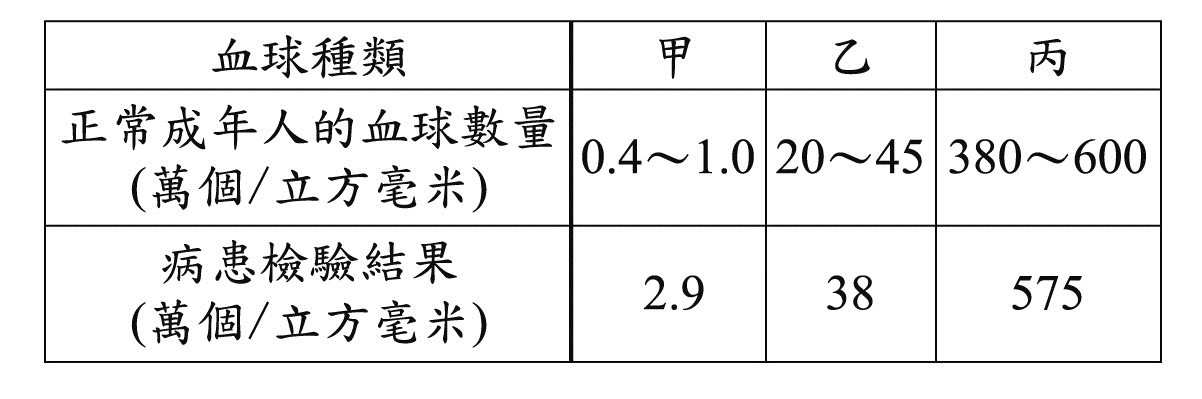 血球種類 甲 乙 丙
正常成年人的血球數量
(萬個/立方毫米) 0.4～1.0 20～45 380～600
病患檢驗結果
(萬個/立方毫米) 2.9 38 575